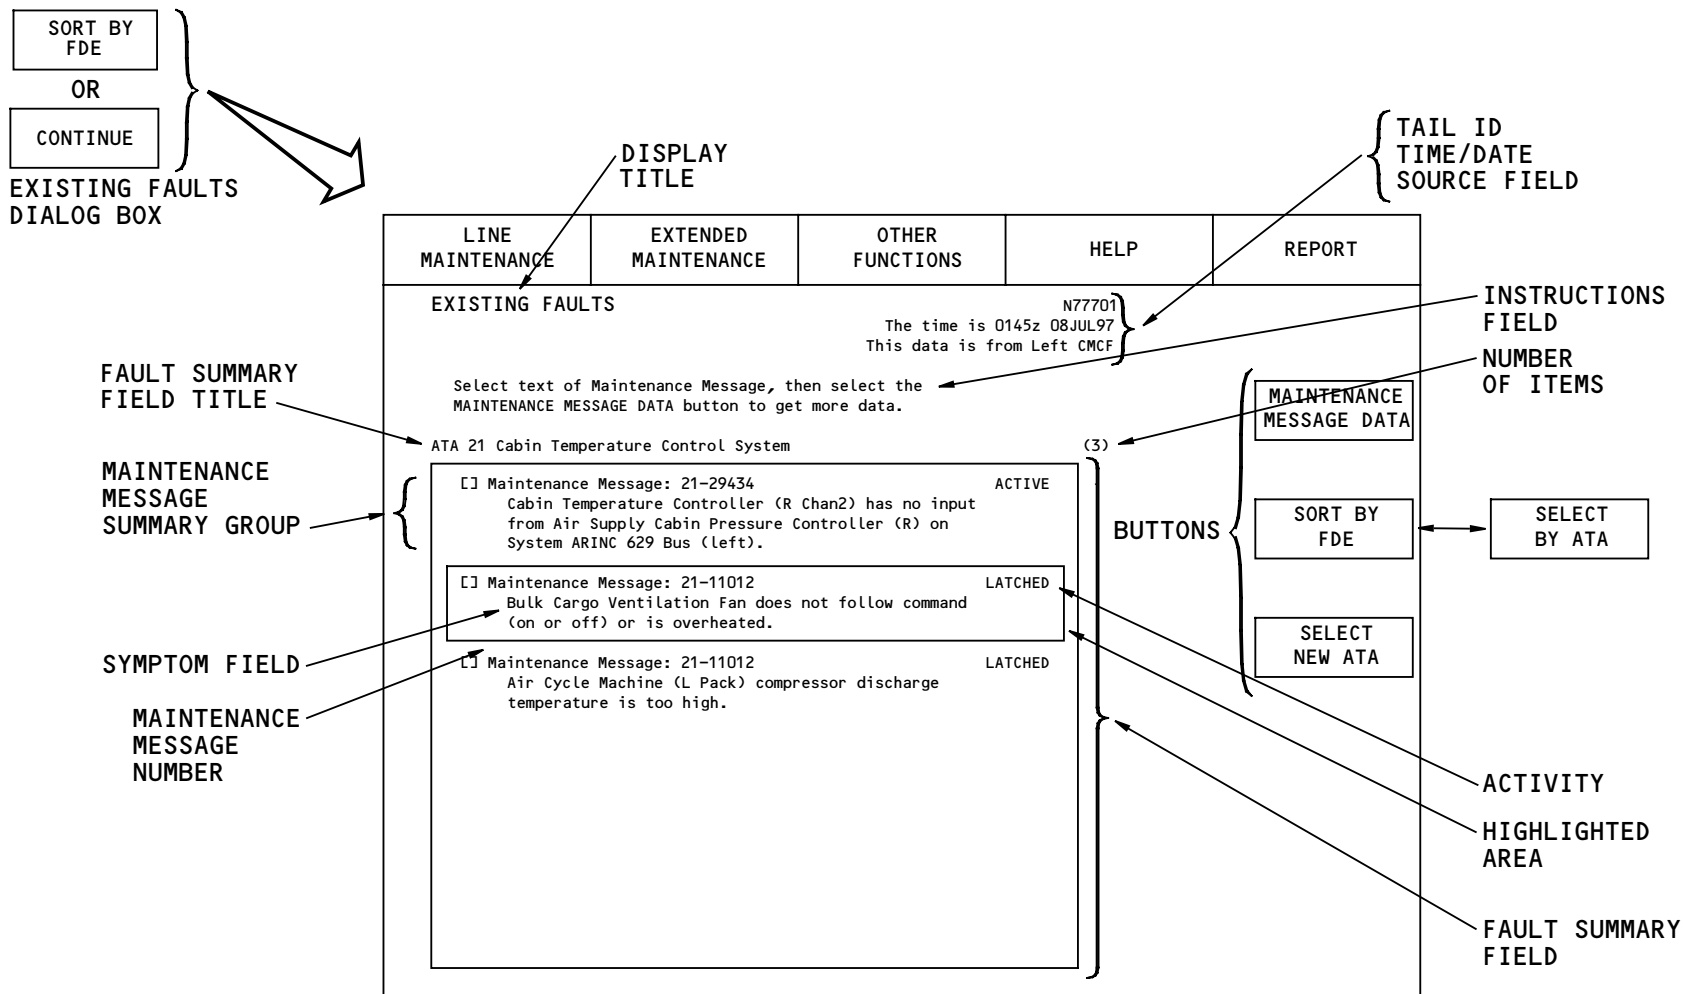 SORT BY
FDE
OR
CONTINUE
EXISTING FAULTS
DIALOG BOX
DISPLAY
TITLE
TAIL ID
TIME/DATE
SOURCE FIELD
LINE
MAINTENANCE
EXTENDED
MAINTENANCE
OTHER
FUNCTIONS
HELP
REPORT
EXISTING FAULTS
N77701
The time is 0145z 08JUL97
This data is from Left CMCF
INSTRUCTIONS
FIELD
NUMBER
OF ITEMS
FAULT SUMMARY
FIELD TITLE
Select text of Maintenance Message, then select the
MAINTENANCE MESSAGE DATA button to get more data.
MAINTENANCE
MESSAGE DATA
ATA 21 Cabin Temperature Control System (3)
MAINTENANCE
MESSAGE
SUMMARY GROUP
[] Maintenance Message: 21-29434 ACTIVE
Cabin Temperature Controller (R Chan2) has no input
from Air Supply Cabin Pressure Controller (R) on
System ARINC 629 Bus (left).
BUTTONS
SORT BY
FDE
SELECT
BY ATA
[] Maintenance Message: 21-11012 LATCHED
Bulk Cargo Ventilation Fan does not follow command
(on or off) or is overheated.
SELECT
NEW ATA
SYMPTOM FIELD
[] Maintenance Message: 21-11012 LATCHED
Air Cycle Machine (L Pack) compressor discharge
temperature is too high.
MAINTENANCE
MESSAGE
NUMBER
ACTIVITY
HIGHLIGHTED
AREA
FAULT SUMMARY
FIELD